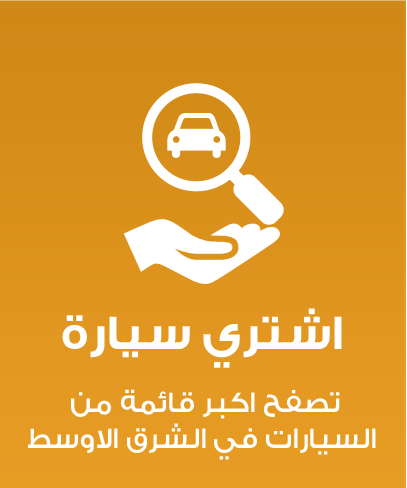 اشتري سيارة
تصفح اكبر قائمة من
السيارات في الشرق الاوسط